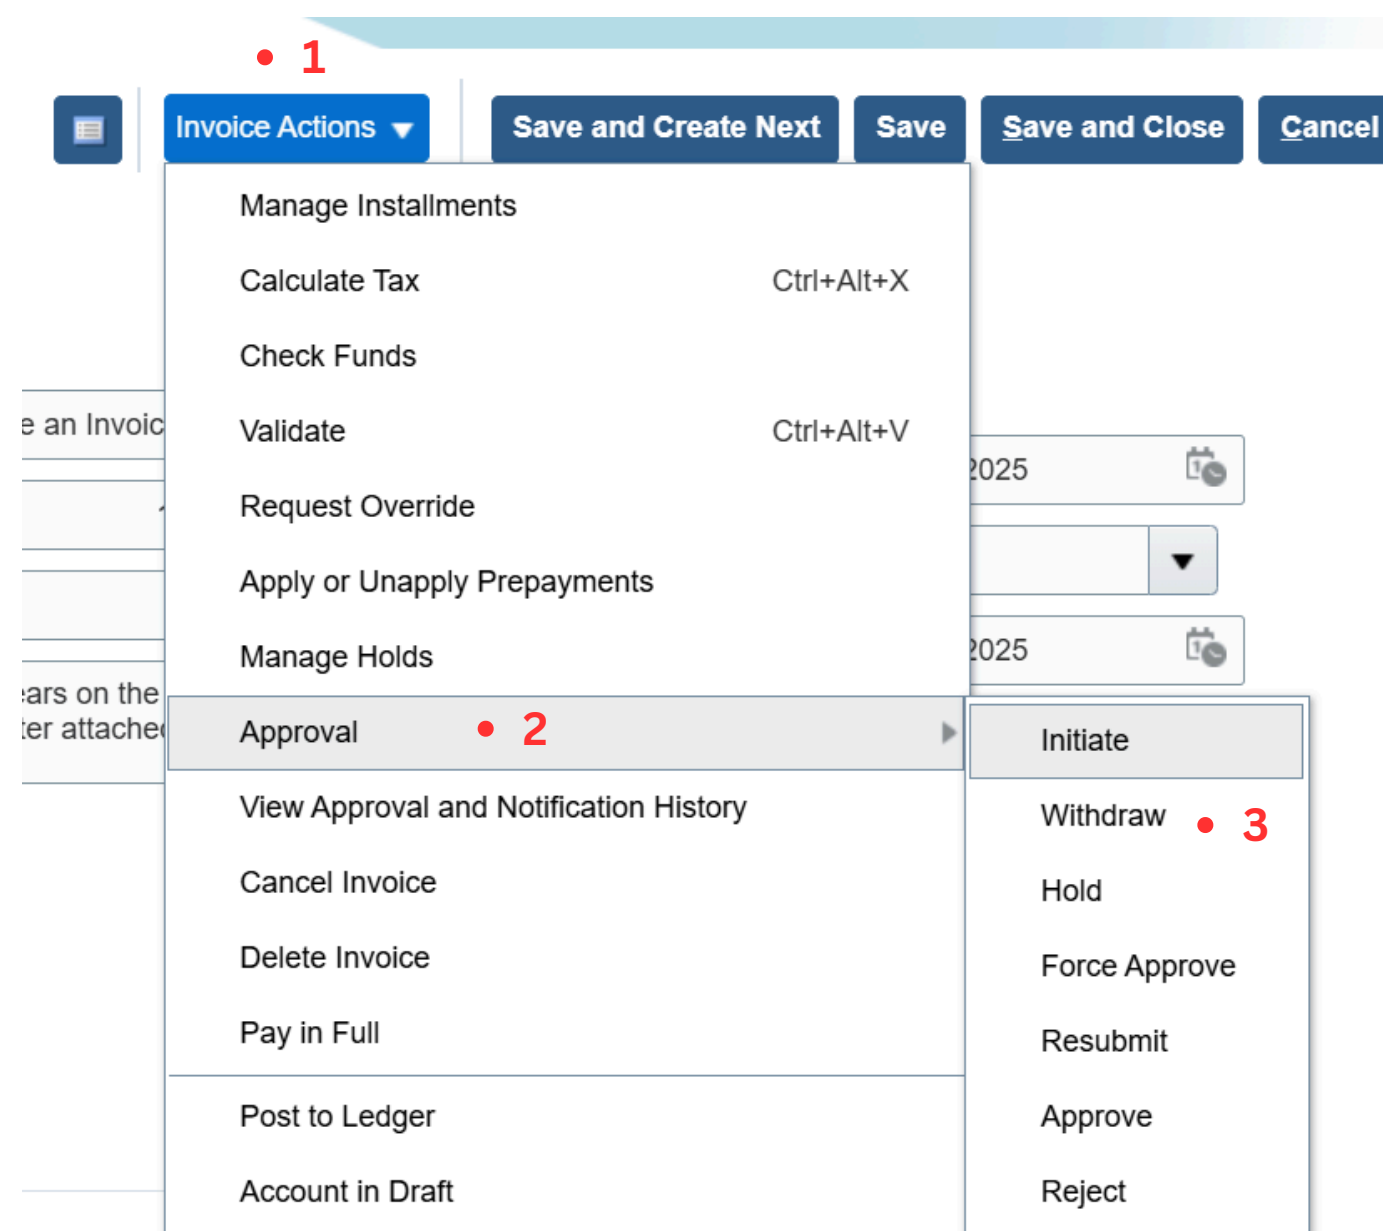 1
Invoice Actions
Save and Create Next
Save
Save and Close
Cancel
Manage Installments
Calculate Tax Ctrl+Alt+X
Check Funds
e an Invoic
Validate Ctrl+Alt+V
2025
Request Override
Apply or Unapply Prepayments
Manage Holds
2025
ars on the
ter attache
Approval 2
Initiate
View Approval and Notification History
Withdraw 3
Cancel Invoice
Hold
Delete Invoice
Force Approve
Pay in Full
Resubmit
Post to Ledger
Approve
Account in Draft
Reject